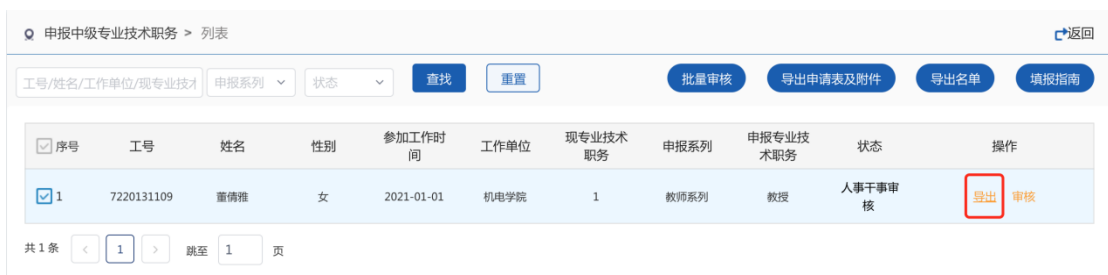 申报中级专业技术职务 > 列表 返回
工号/姓名/工作单位/现专业技术 申报系列 状态 查找 重置 批量审核 导出申请表及附件 导出名单 填报指南
序号 工号 姓名 性别 参加工作时间 工作单位 现专业技术职务 申报系列 申报专业技术职务 状态 操作
1 7220131109 董倩雅 女 2021-01-01 机电学院 1 教师系列 教授 人事干事审核 导出 审核
共1条 < 1 > 跳至 1 页